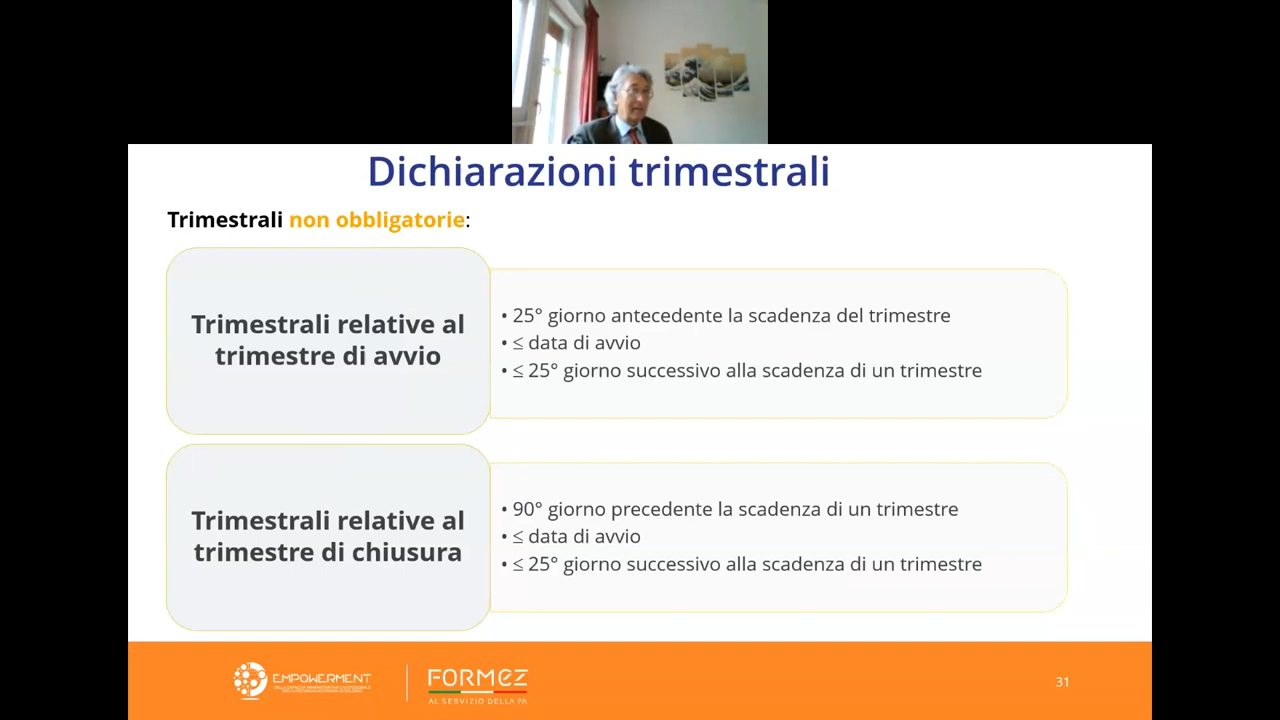 Dichiarazioni trimestrali
Trimestrali non obbligatorie:
Trimestrali relative al
trimestre di avvio
• 25° giorno antecedente la scadenza del trimestre
• ≤ data di avvio
• ≤ 25° giorno successivo alla scadenza di un trimestre
Trimestrali relative al
trimestre di chiusura
• 90° giorno precedente la scadenza di un trimestre
• ≤ data di avvio
• ≤ 25° giorno successivo alla scadenza di un trimestre
EMPOWERMENT
FORMEZ
AL SERVIZIO DELLA PA
31